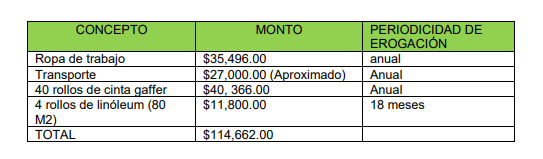 CONCEPTO MONTO PERIODICIDAD DE
EROGACIÓN
Ropa de trabajo $35,496.00 anual
Transporte $27,000.00 (Aproximado) Anual
40 rollos de cinta gaffer $40, 366.00 Anual
4 rollos de linóleum (80 $11,800.00 18 meses
M2)
TOTAL $114,662.00